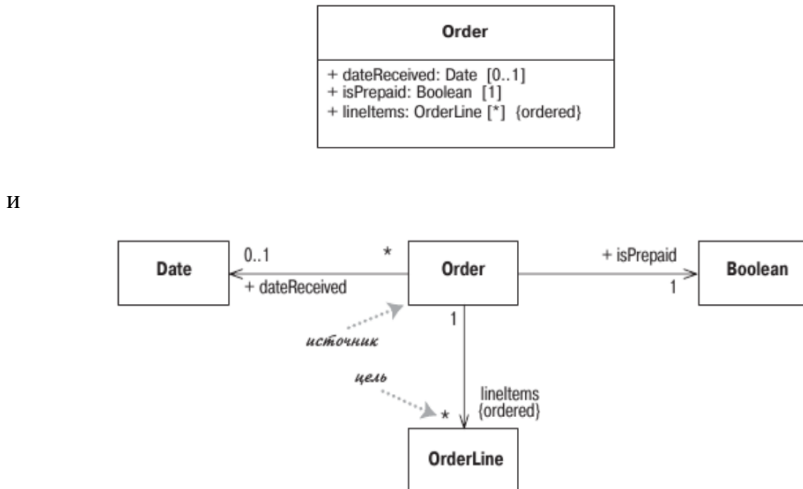 Order
+ dateReceived: Date [0..1]
+ isPrepaid: Boolean [1]
+ lineItems: OrderLine [*] {ordered}
и
Date
0..1
+ dateReceived
*
Order
+ isPrepaid
1
Boolean
источник
1
цель
*
lineItems
{ordered}
OrderLine